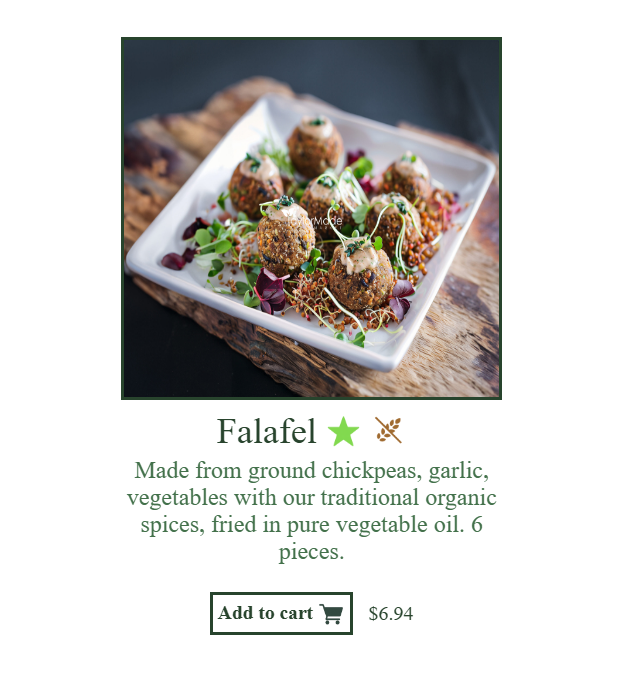 Falafel
Made from ground chickpeas, garlic,
vegetables with our traditional organic
spices, fried in pure vegetable oil. 6
pieces.
Add to cart $6.94